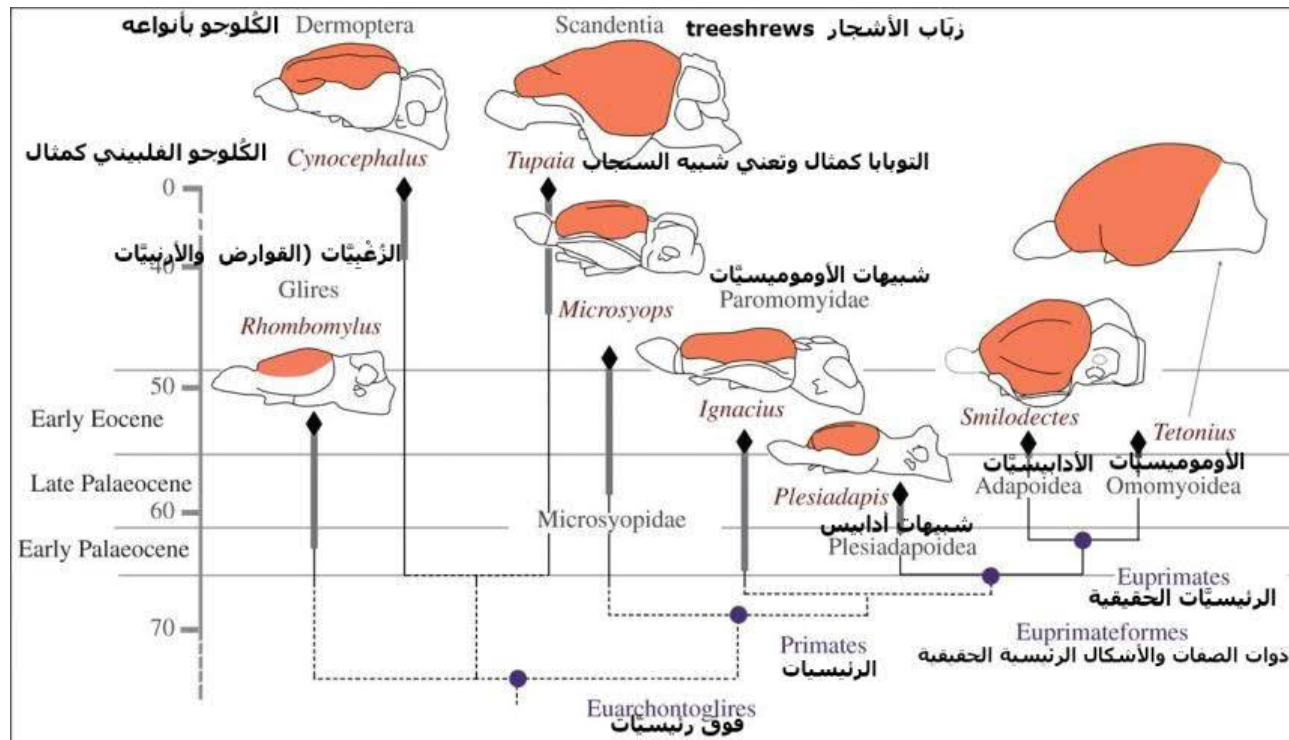 الكُلوجو بأنواعه Dermoptera
Scandentia treeshrews زبَاب الأشجار
الكُلوجو الفلبيني كمثال Cynocephalus
Tupaia التوبايا كمثال وتعني شبيه السنجاب
0
الزُغْبِيَّات (القوارض والأرنبيَّات
40
Glires
Rhombomylus
Microsyops
شبيهات الأوموميسيَّات
Paromomyidae
50
Early Eocene
Ignacius
Smilodectes
Tetonius
Late Palaeocene
60
Plesiadapis
الأدابيسيَّات
Adapoidea
الأوموميسيَّات
Omomyoidea
Microsyopidae
شبيهات أدابيس
Plesiadapoidea
Early Palaeocene
Euprimates
الرئيسيَّات الحقيقية
70
Primates
الرئيسيات
Euprimateformes
ذوات الصفات والأشكال الرئيسية الحقيقية
Euarchontoglires
فوق رئيسيَّات